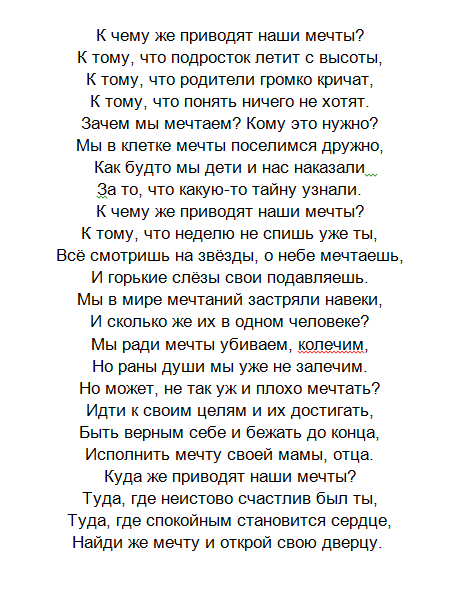 К чему же приводят наши мечты?
К тому, что подросток летит с высоты,
К тому, что родители громко кричат,
К тому, что понять ничего не хотят.
Зачем мы мечтаем? Кому это нужно?
Мы в клетке мечты поселимся дружно,
Как будто мы дети и нас наказали
За то, что какую-то тайну узнали.
К чему же приводят наши мечты?
К тому, что неделю не спишь уже ты,
Всё смотришь на звёзды, о небе мечтаешь,
И горькие слёзы свои подавляешь.
Мы в мире мечтаний застряли навеки,
И сколько же их в одном человеке?
Мы ради мечты убиваем, колечим,
Но раны души мы уже не залечим.
Но может, не так уж и плохо мечтать?
Идти к своим целям и их достигать,
Быть верным себе и бежать до конца,
Исполнить мечту своей мамы, отца.
Куда же приводят наши мечты?
Туда, где неистово счастлив был ты,
Туда, где спокойным становится сердце,
Найди же мечту и открой свою дверцу.